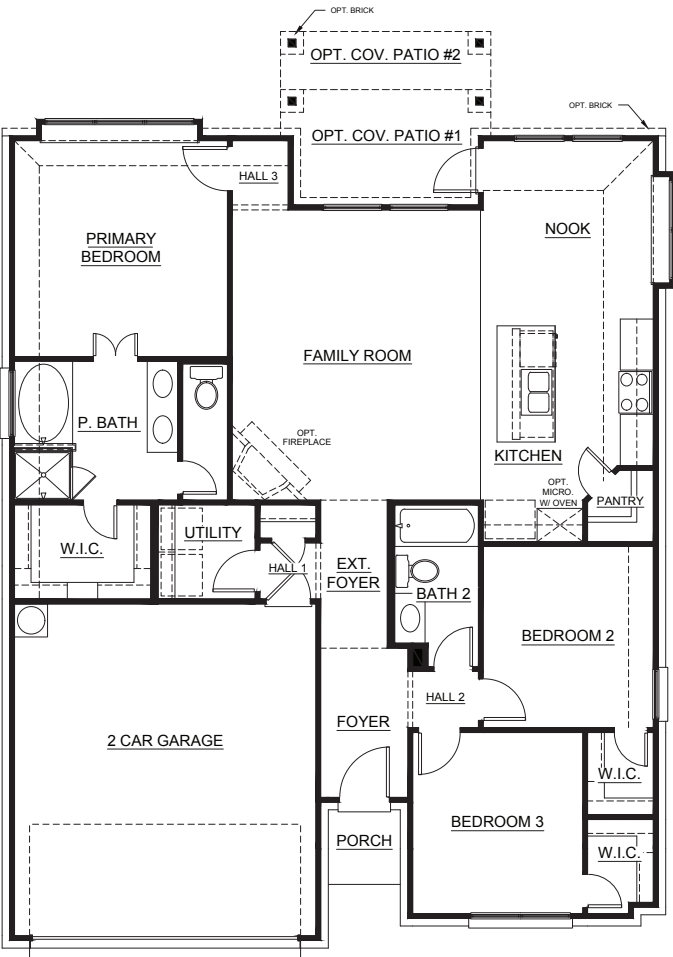 OPT. BRICK
OPT. COV. PATIO #2
OPT. BRICK
OPT. COV. PATIO #1
HALL 3
PRIMARY
BEDROOM
NOOK
FAMILY ROOM
P. BATH
OPT.
FIREPLACE
KITCHEN
OPT.
MICRO.
W/ OVEN
PANTRY
UTILITY
W.I.C.
HALL 1
EXT.
FOYER
BATH 2
BEDROOM 2
HALL 2
FOYER
2 CAR GARAGE
W.I.C.
BEDROOM 3
PORCH
W.I.C.